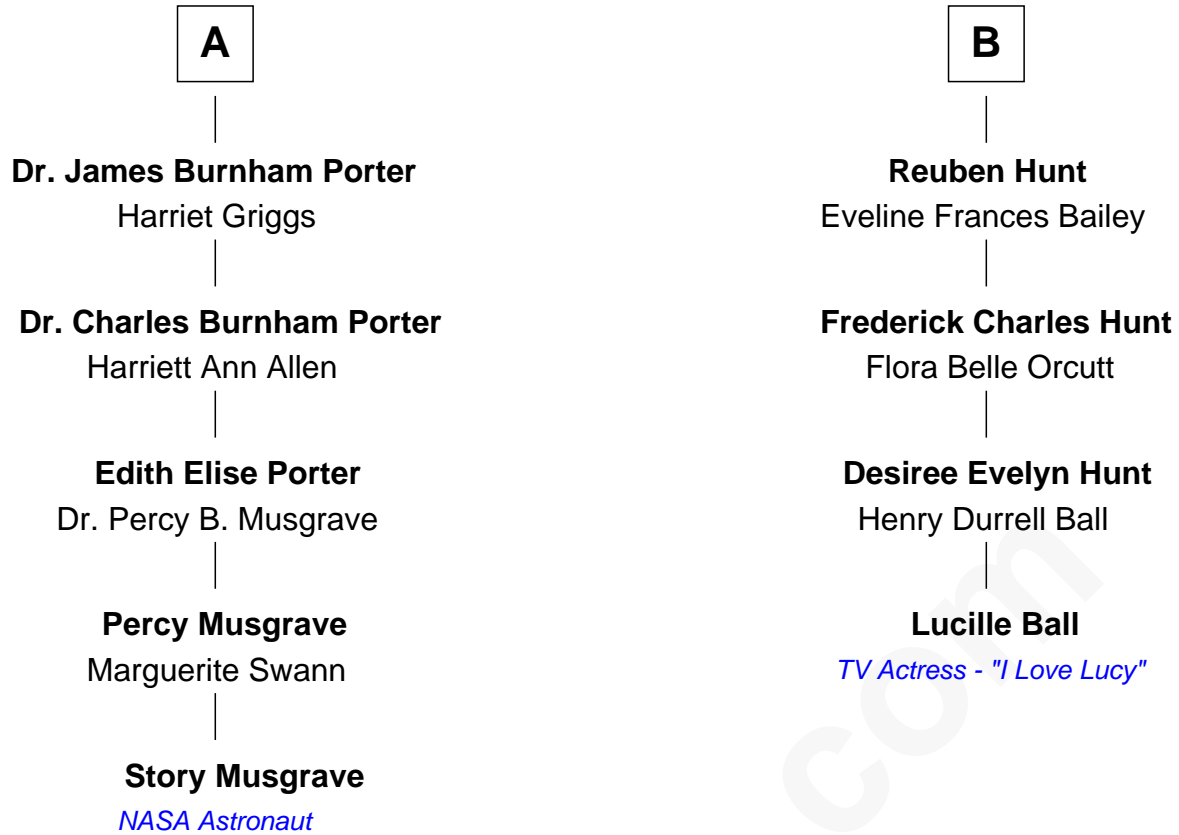 A
Dr. James Burnham Porter
Harriet Griggs
Dr. Charles Burnham Porter
Harriett Ann Allen
Edith Elise Porter
Dr. Percy B. Musgrave
Percy Musgrave
Marguerite Swann
Story Musgrave
NASA Astronaut
B
Reuben Hunt
Eveline Frances Bailey
Frederick Charles Hunt
Flora Belle Orcutt
Desiree Evelyn Hunt
Henry Durrell Ball
Lucille Ball
TV Actress - "I Love Lucy"
com